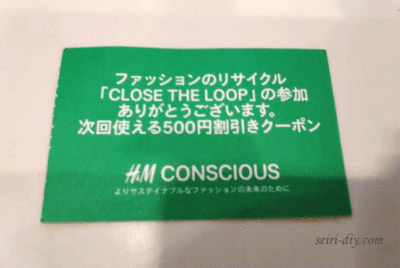 ファッションのリサイクル
「CLOSE THE LOOP」の参加
ありがとうございます。
次回使える500円割引きクーポン
H&M CONSCIOUS
よりサステイナブルなファッションの未来のために
seiri-diy.com